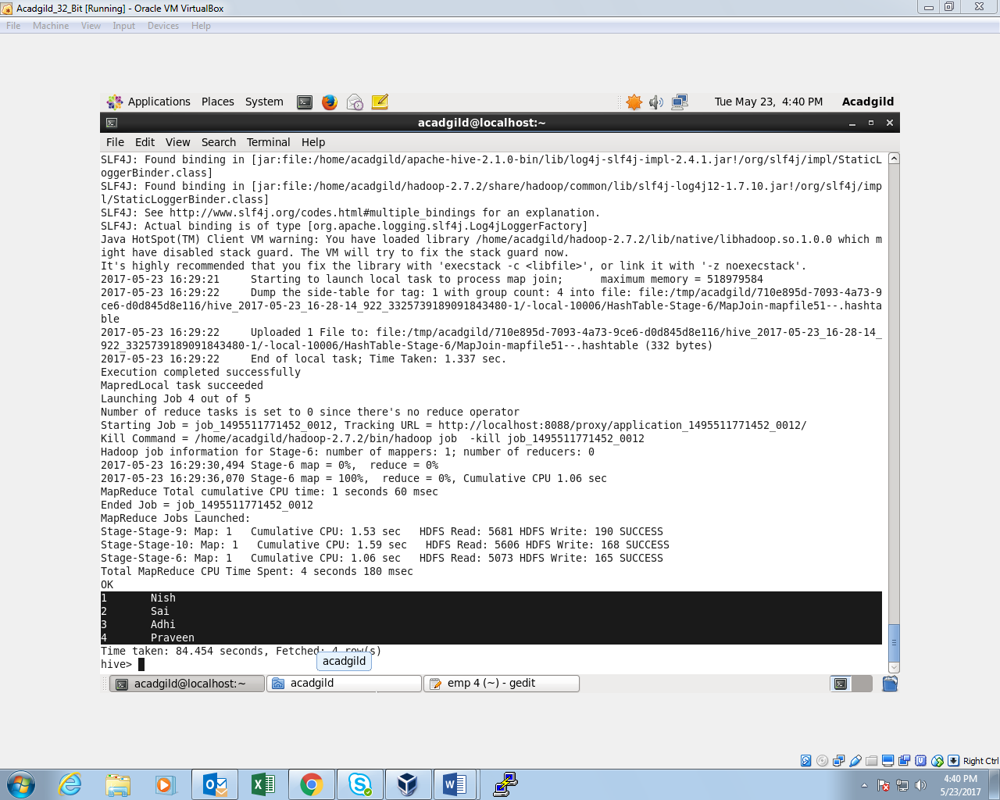 Acadgild_32_Bit [Running] - Oracle VM VirtualBox
File Machine View Input Devices Help
Applications Places System Tue May 23, 4:40 PM Acadgild
acadgild@localhost:~
File Edit View Search Terminal Help
SLF4J: Found binding in [jar:file:/home/acadgild/apache-hive-2.1.0-bin/lib/log4j-slf4j-impl-2.4.1.jar!/org/slf4j/impl/StaticL
oggerBinder.class]
SLF4J: Found binding in [jar:file:/home/acadgild/hadoop-2.7.2/share/hadoop/common/lib/slf4j-log4j12-1.7.10.jar!/org/slf4j/imp
l/StaticLoggerBinder.class]
SLF4J: See http://www.slf4j.org/codes.html#multiple_bindings for an explanation.
SLF4J: Actual binding is of type [org.apache.logging.slf4j.Log4jLoggerFactory]
Java HotSpot(TM) Client VM warning: You have loaded library /home/acadgild/hadoop-2.7.2/lib/native/libhadoop.so.1.0.0 which m
ight have disabled stack guard. The VM will try to fix the stack guard now.
It's highly recommended that you fix the library with 'execstack -c <libfile>', or link it with '-z noexecstack'.
2017-05-23 16:29:21 Starting to launch local task to process map join; maximum memory = 518979584
2017-05-23 16:29:22 Dump the side-table for tag: 1 with group count: 4 into file: file:/tmp/acadgild/710e895d-7093-4a73-9
ce6-d0d845d8e116/hive_2017-05-23_16-28-14_922_3325739189091843480-1/-local-10006/HashTable-Stage-6/MapJoin-mapfile51--.hashta
ble
2017-05-23 16:29:22 Uploaded 1 File to: file:/tmp/acadgild/710e895d-7093-4a73-9ce6-d0d845d8e116/hive_2017-05-23_16-28-14_
922_3325739189091843480-1/-local-10006/HashTable-Stage-6/MapJoin-mapfile51--.hashtable (332 bytes)
2017-05-23 16:29:22 End of local task; Time Taken: 1.337 sec.
Execution completed successfully
MapredLocal task succeeded
Launching Job 4 out of 5
Number of reduce tasks is set to 0 since there's no reduce operator
Starting Job = job_1495511771452_0012, Tracking URL = http://localhost:8088/proxy/application_1495511771452_0012/
Kill Command = /home/acadgild/hadoop-2.7.2/bin/hadoop job -kill job_1495511771452_0012
Hadoop job information for Stage-6: number of mappers: 1; number of reducers: 0
2017-05-23 16:29:30,494 Stage-6 map = 0%, reduce = 0%
2017-05-23 16:29:36,070 Stage-6 map = 100%, reduce = 0%, Cumulative CPU 1.06 sec
MapReduce Total cumulative CPU time: 1 seconds 60 msec
Ended Job = job_1495511771452_0012
MapReduce Jobs Launched:
Stage-Stage-9: Map: 1 Cumulative CPU: 1.53 sec HDFS Read: 5681 HDFS Write: 190 SUCCESS
Stage-Stage-10: Map: 1 Cumulative CPU: 1.59 sec HDFS Read: 5606 HDFS Write: 168 SUCCESS
Stage-Stage-6: Map: 1 Cumulative CPU: 1.06 sec HDFS Read: 5073 HDFS Write: 165 SUCCESS
Total MapReduce CPU Time Spent: 4 seconds 180 msec
OK
1 Nish
2 Sai
3 Adhi
4 Praveen
Time taken: 84.454 seconds, Fetched: 4 row(s)
hive>
acadgild
acadgild@localhost:~ acadgild emp 4 (~) - gedit
Right Ctrl
4:40 PM
5/23/2017